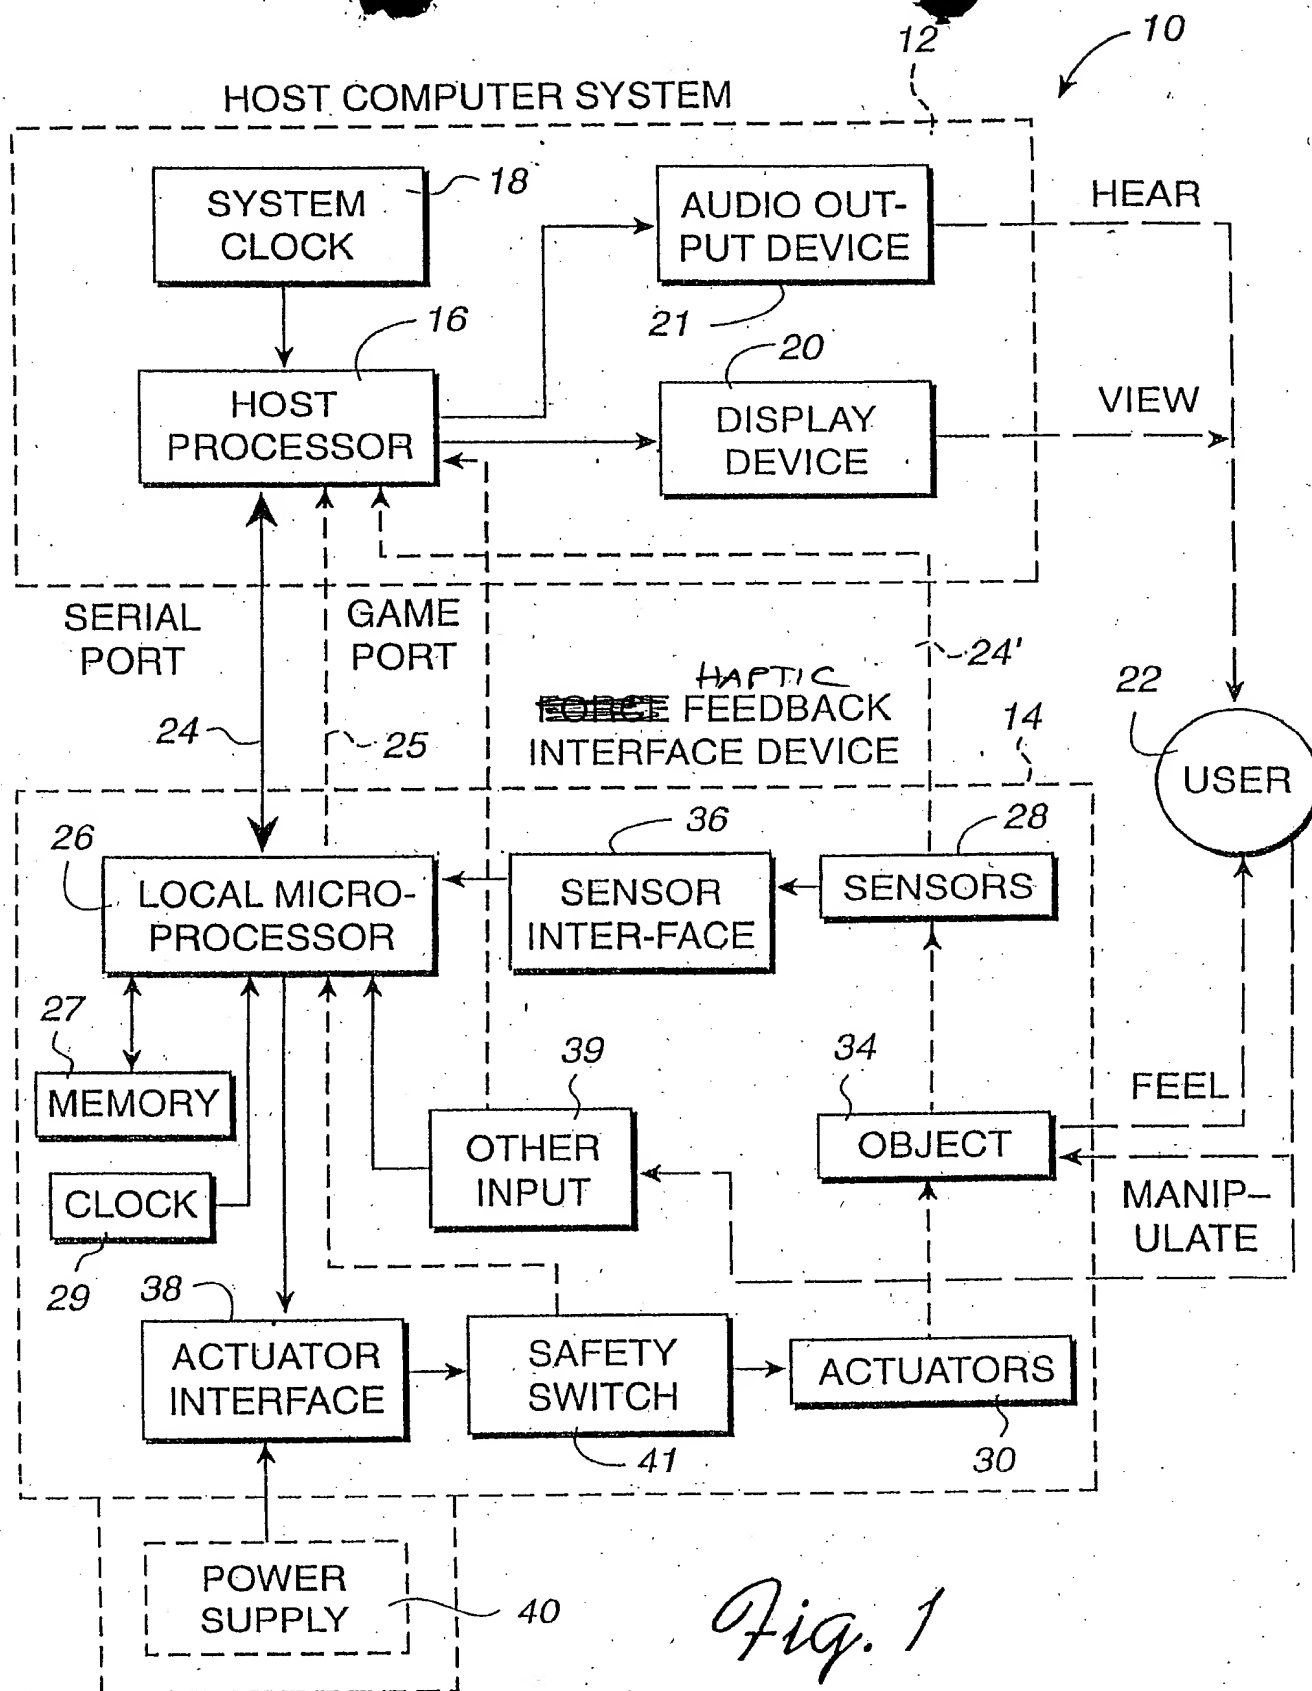 12
10
HOST COMPUTER SYSTEM
SYSTEM
CLOCK
18
AUDIO OUT-
PUT DEVICE
HEAR
21
16
20
HOST
PROCESSOR
DISPLAY
DEVICE
VIEW
SERIAL
PORT
GAME
PORT
24'
HAPTIC
FORCE FEEDBACK
INTERFACE DEVICE
24
25
14
22
USER
26
36
28
LOCAL MICRO-
PROCESSOR
SENSOR
INTER-FACE
SENSORS
27
MEMORY
39
34
FEEL
OTHER
INPUT
OBJECT
CLOCK
29
MANIP-
ULATE
38
ACTUATOR
INTERFACE
SAFETY
SWITCH
ACTUATORS
41
30
POWER
SUPPLY
40
Fig. 1